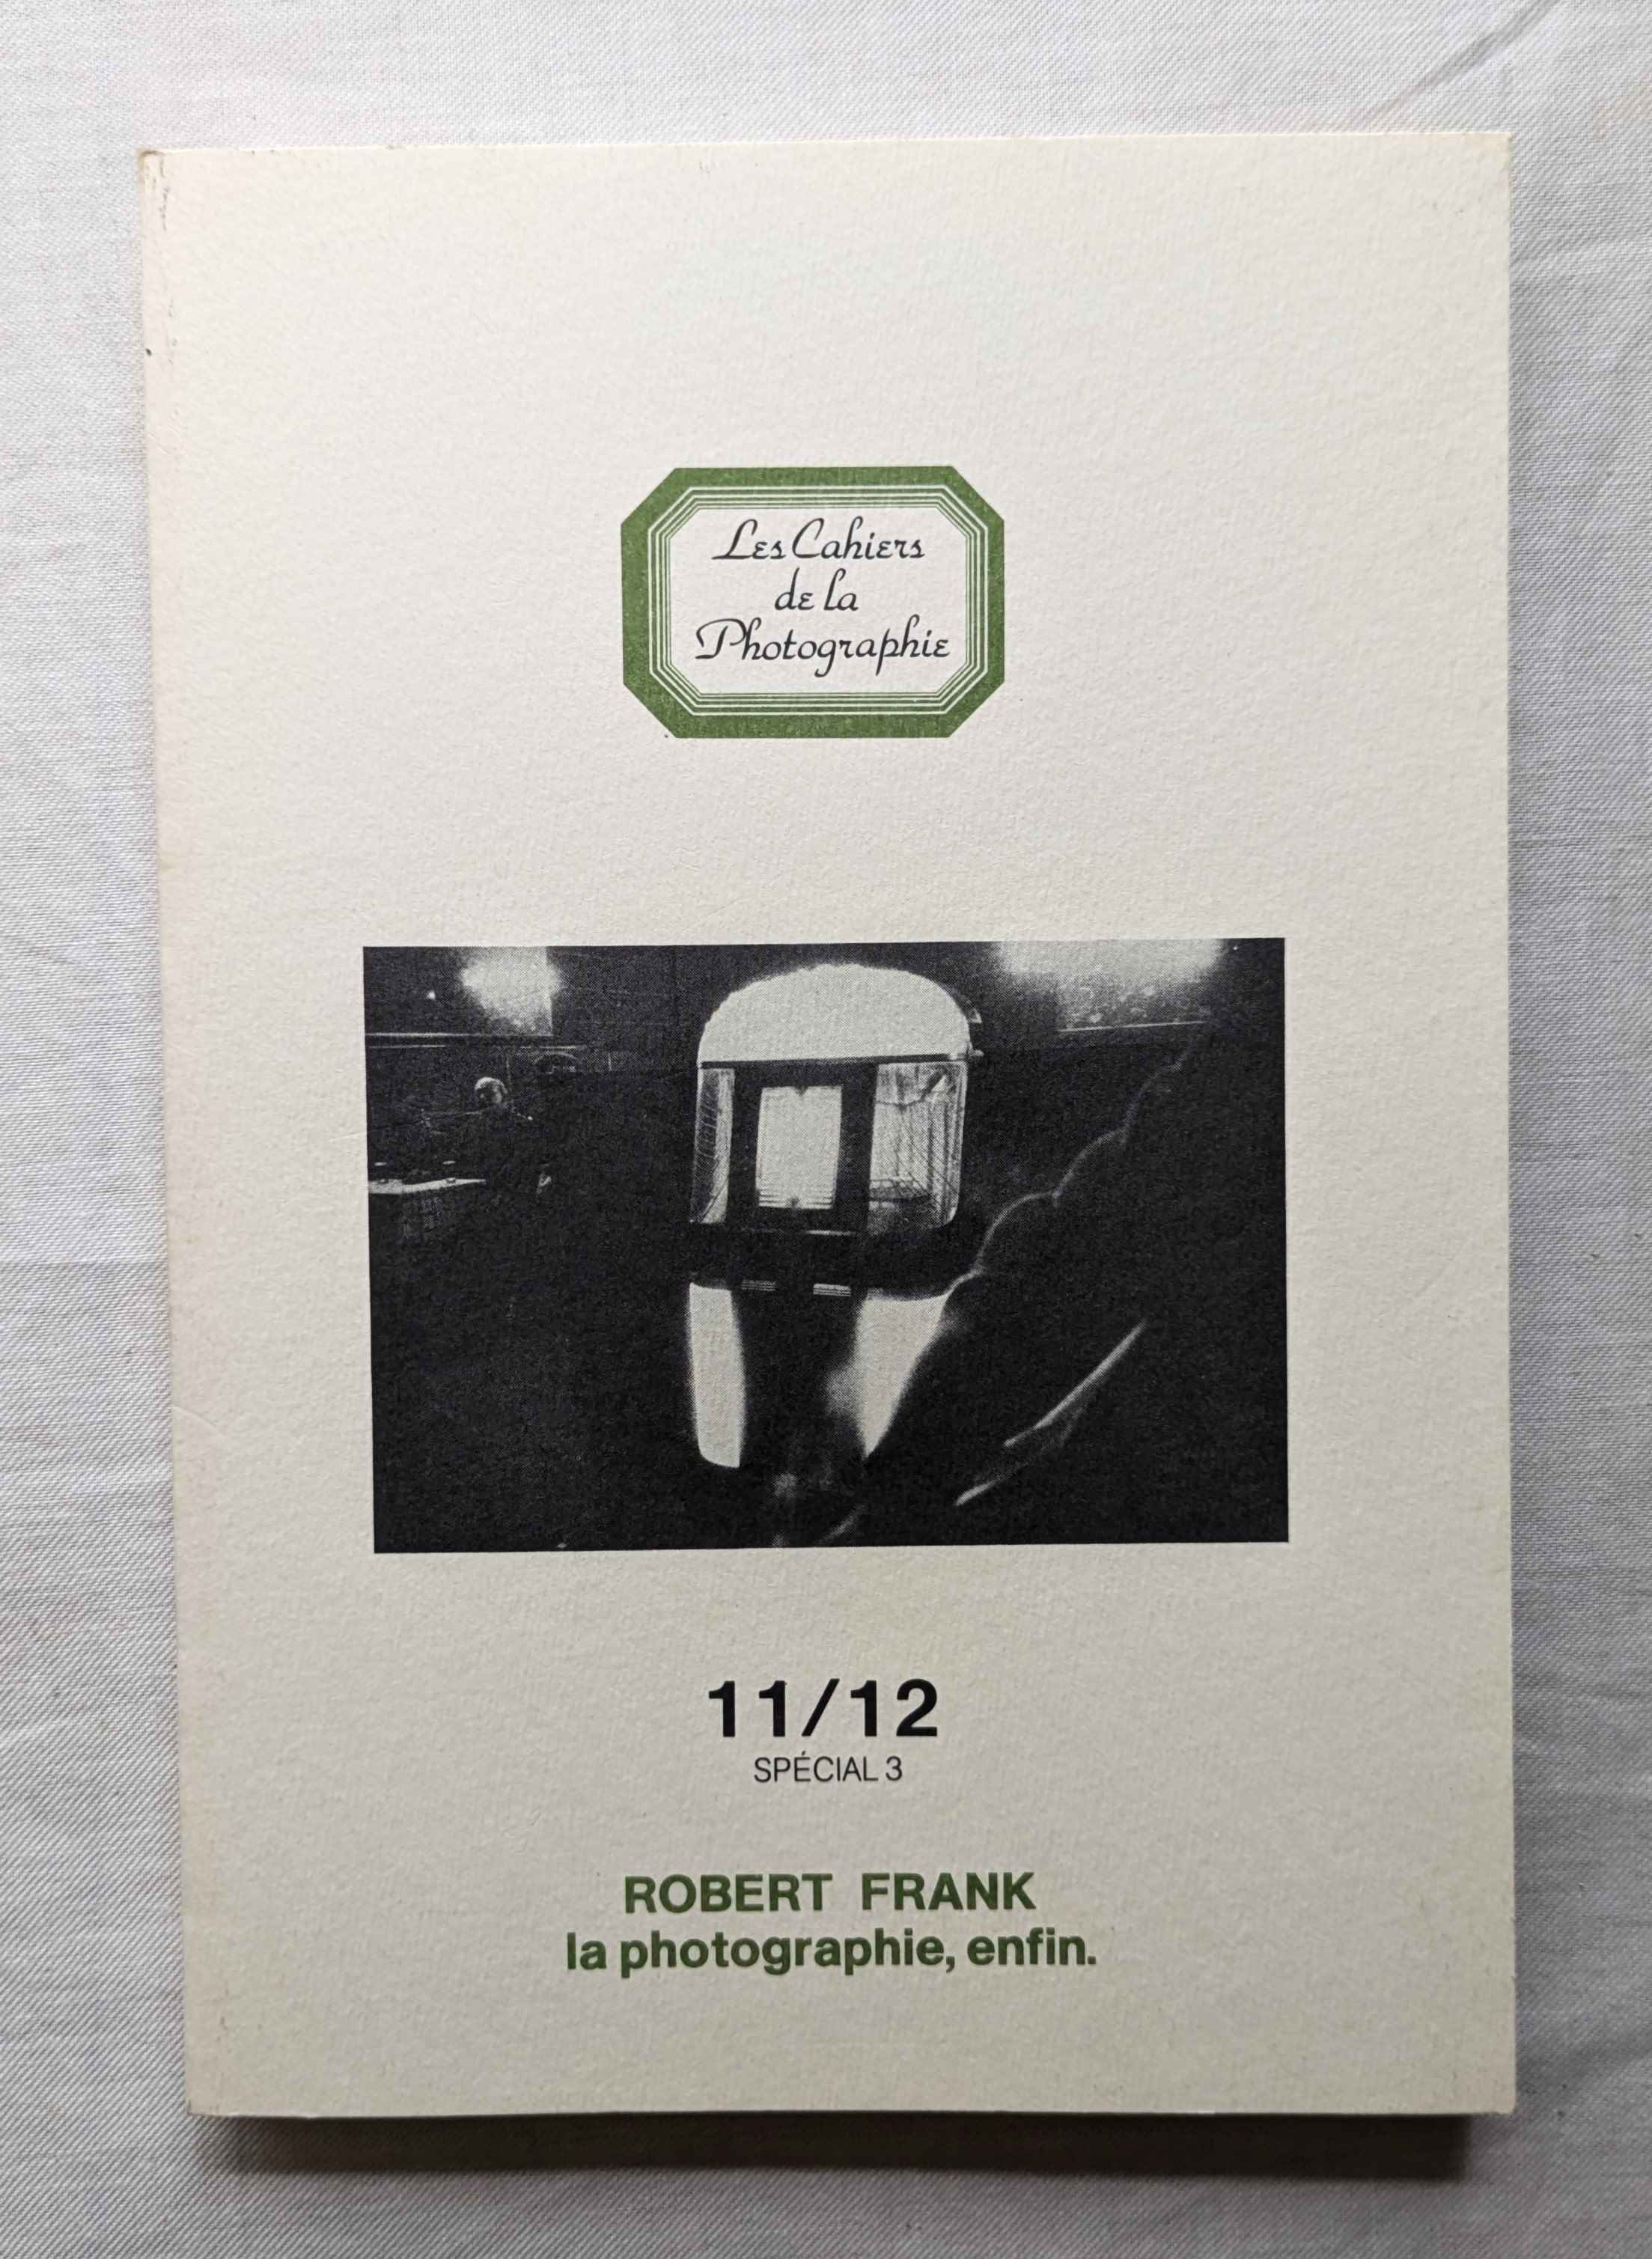 Les Cahiers
de la
Photographie
11/12
SPÉCIAL 3
ROBERT FRANK
la photographie, enfin.